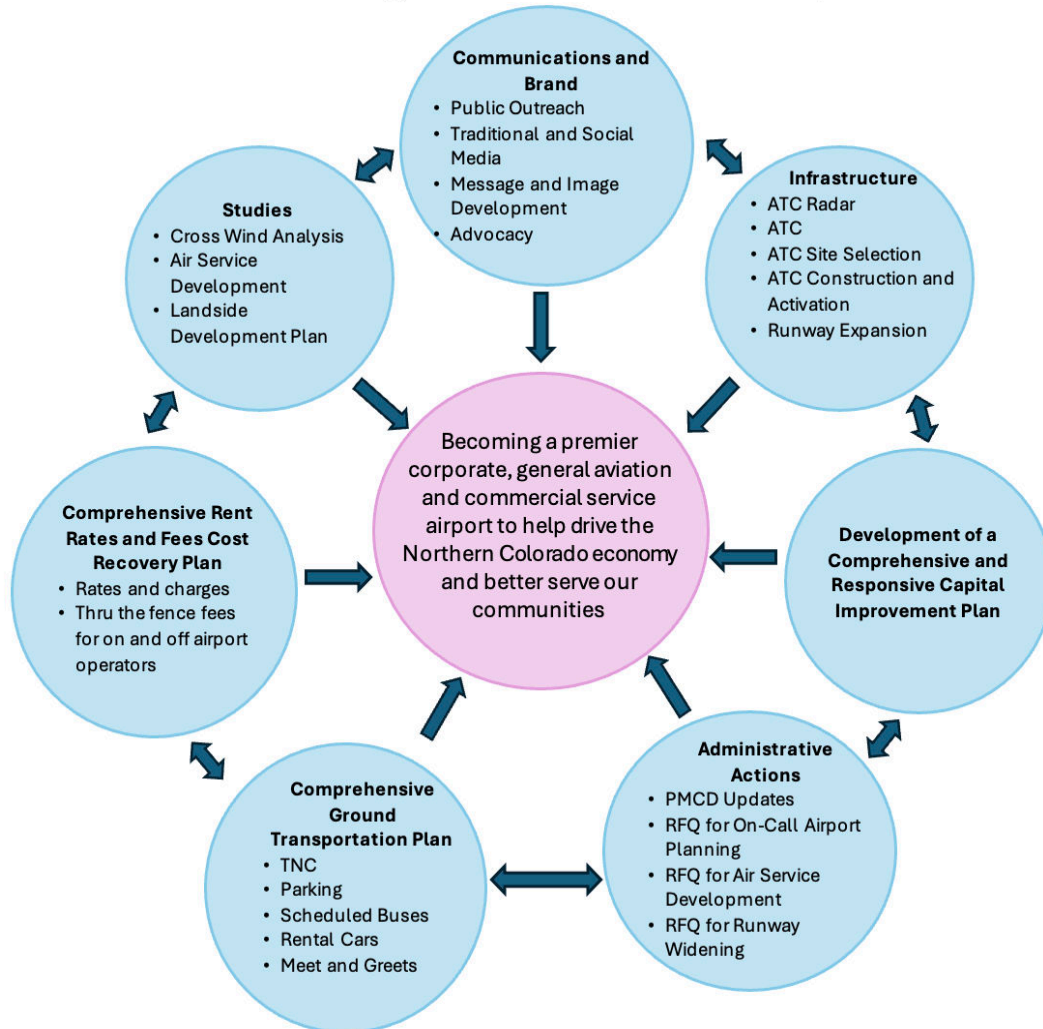 Communications and
Brand
• Public Outreach
• Traditional and Social
Media
• Message and Image
Development
• Advocacy
Infrastructure
• ATC Radar
• ATC
• ATC Site Selection
• ATC Construction and
Activation
• Runway Expansion
Studies
• Cross Wind Analysis
• Air Service
Development
• Landside
Development Plan
Becoming a premier
corporate, general aviation
and commercial service
airport to help drive the
Northern Colorado economy
and better serve our
communities
Comprehensive Rent
Rates and Fees Cost
Recovery Plan
• Rates and charges
• Thru the fence fees
for on and off airport
operators
Development of a
Comprehensive and
Responsive Capital
Improvement Plan
Comprehensive
Ground
Transportation Plan
• TNC
• Parking
• Scheduled Buses
• Rental Cars
• Meet and Greets
Administrative
Actions
• PMCD Updates
• RFQ for On-Call Airport
Planning
• RFQ for Air Service
Development
• RFQ for Runway
Widening